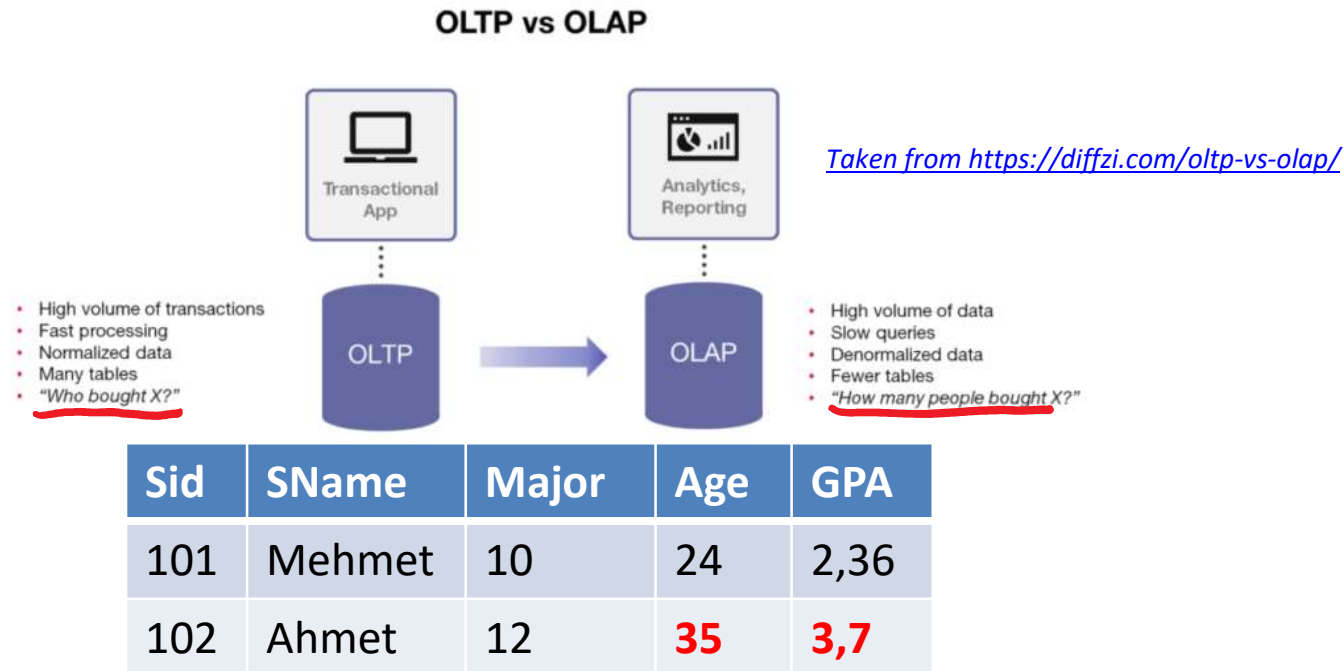 OLTP vs OLAP
Transactional
App
Analytics,
Reporting
Taken from https://diffzi.com/oltp-vs-olap/
• High volume of transactions
• Fast processing
• Normalized data
• Many tables
• “Who bought X?”
OLTP
OLAP
• High volume of data
• Slow queries
• Denormalized data
• Fewer tables
• “How many people bought X?”
Sid SName Major Age GPA
101 Mehmet 10 24 2,36
102 Ahmet 12 35 3,7